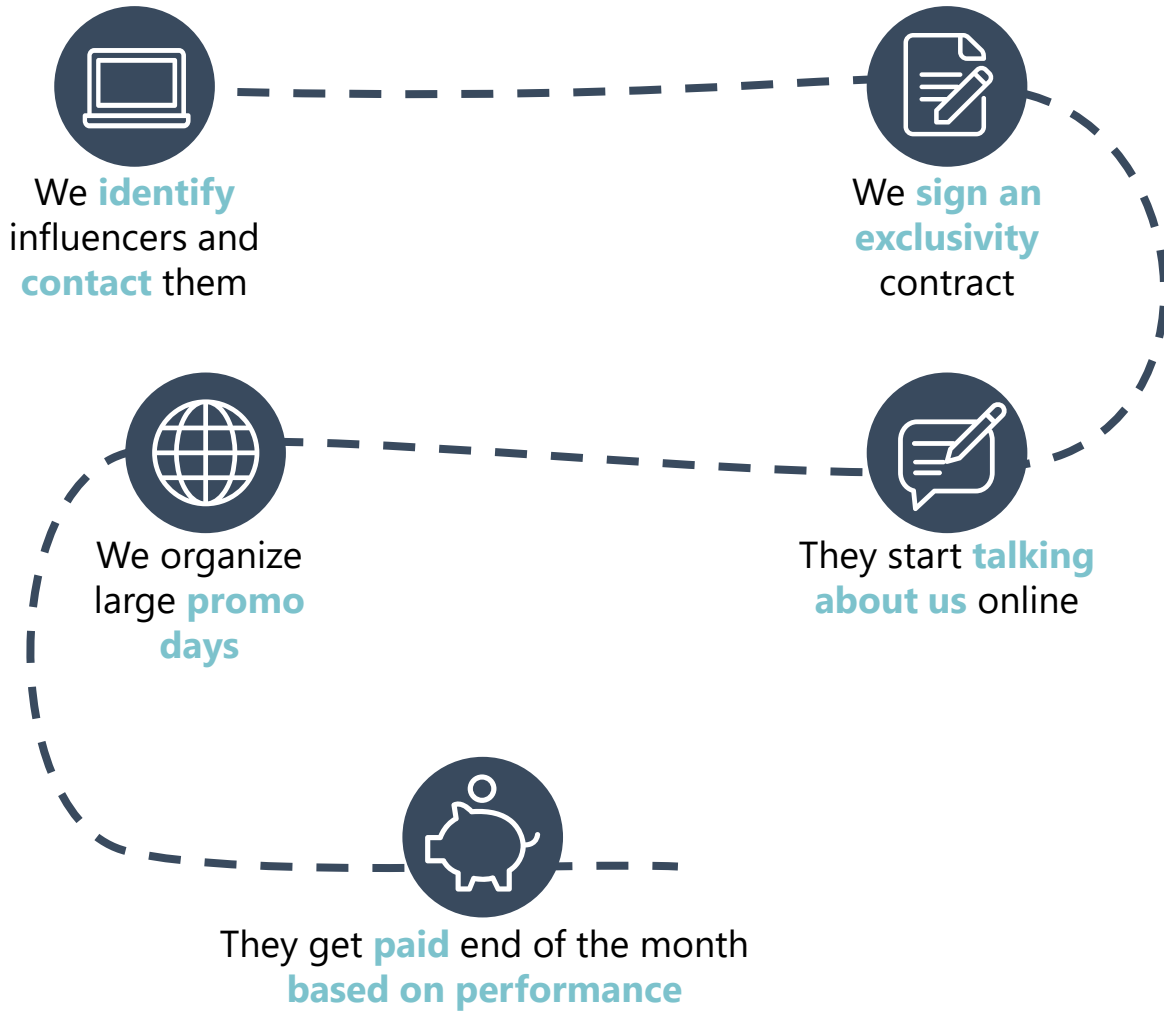 We identify
influencers and
contact them
We sign an
exclusivity
contract
They start talking
about us online
We organize
large promo
days
They get paid end of the month
based on performance